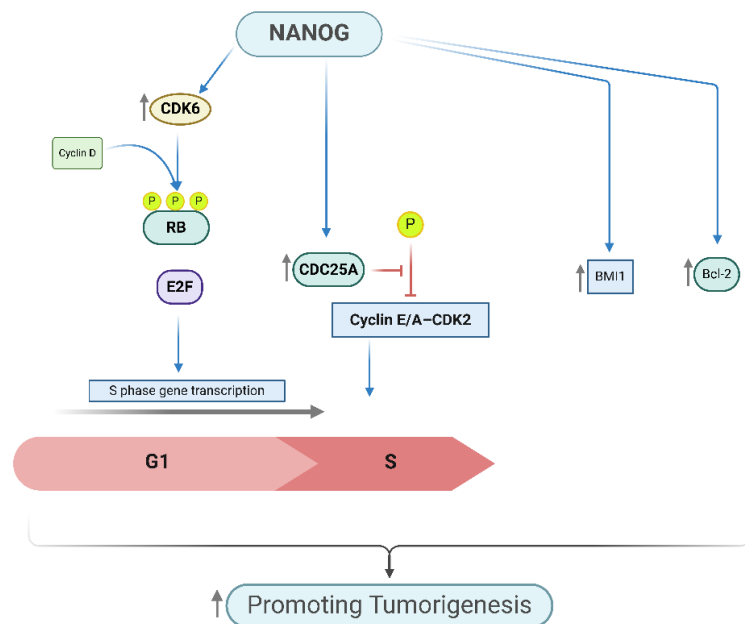 NANOG
CDK6
Cyclin D
P P P
RB
P
E2F
CDC25A
BMI1
Bcl-2
Cyclin E/A–CDK2
S phase gene transcription
G1
S
Promoting Tumorigenesis